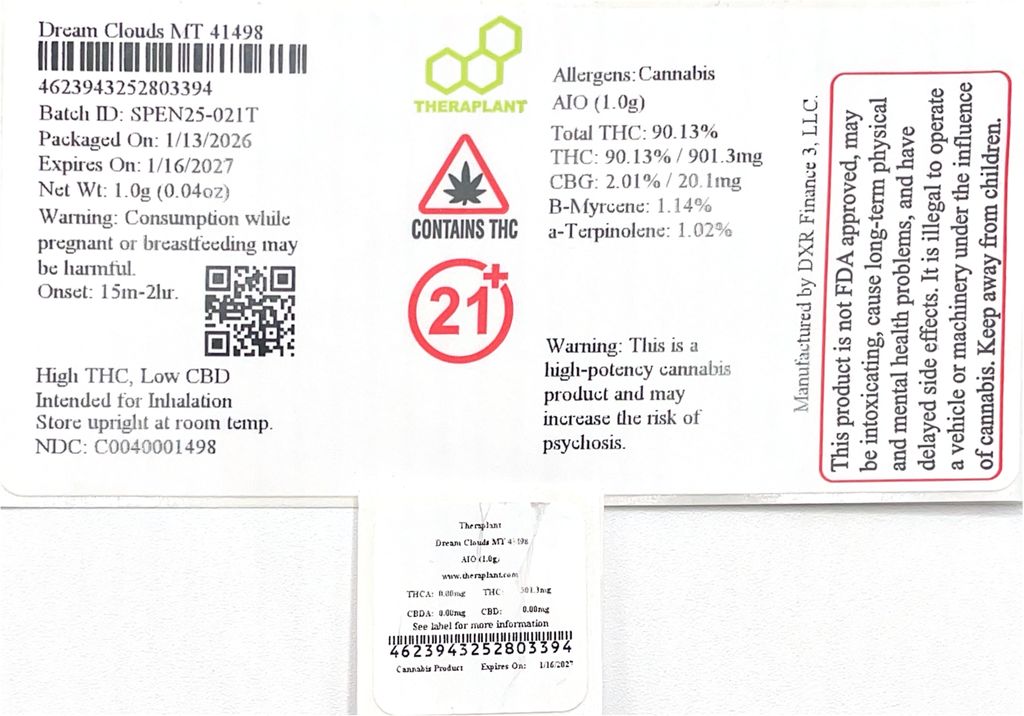 Dream Clouds MT 41498
4623943252803394
Batch ID: SPEN25-021T
Packaged On: 1/13/2026
Expires On: 1/16/2027
Net Wt: 1.0g (0.04oz)
Warning: Consumption while
pregnant or breastfeeding may
be harmful.
Onset: 15m-2hr.
High THC, Low CBD
Intended for Inhalation
Store upright at room temp.
NDC: C0040001498
THERAPLANT
CONTAINS THC
21+
Allergens: Cannabis
AIO (1.0g)
Total THC: 90.13%
THC: 90.13% / 901.3mg
CBG: 2.01% / 20.1mg
B-Myrcene: 1.14%
a-Terpinolene: 1.02%
Warning: This is a
high-potency cannabis
product and may
increase the risk of
psychosis.
Manufactured by DXR Finance 3, LLC.
This product is not FDA approved, may
be intoxicating, cause long-term physical
and mental health problems, and have
delayed side effects. It is illegal to operate
a vehicle or machinery under the influence
of cannabis. Keep away from children.
Theraplant
Dream Clouds MT 41498
AIO (1.0g)
www.theraplant.com
THCA: 0.00mg THC: 901.3mg
CBDA: 0.00mg CBD: 0.00mg
See label for more information
4623943252803394
Cannabis Product Expires On: 1/16/2027